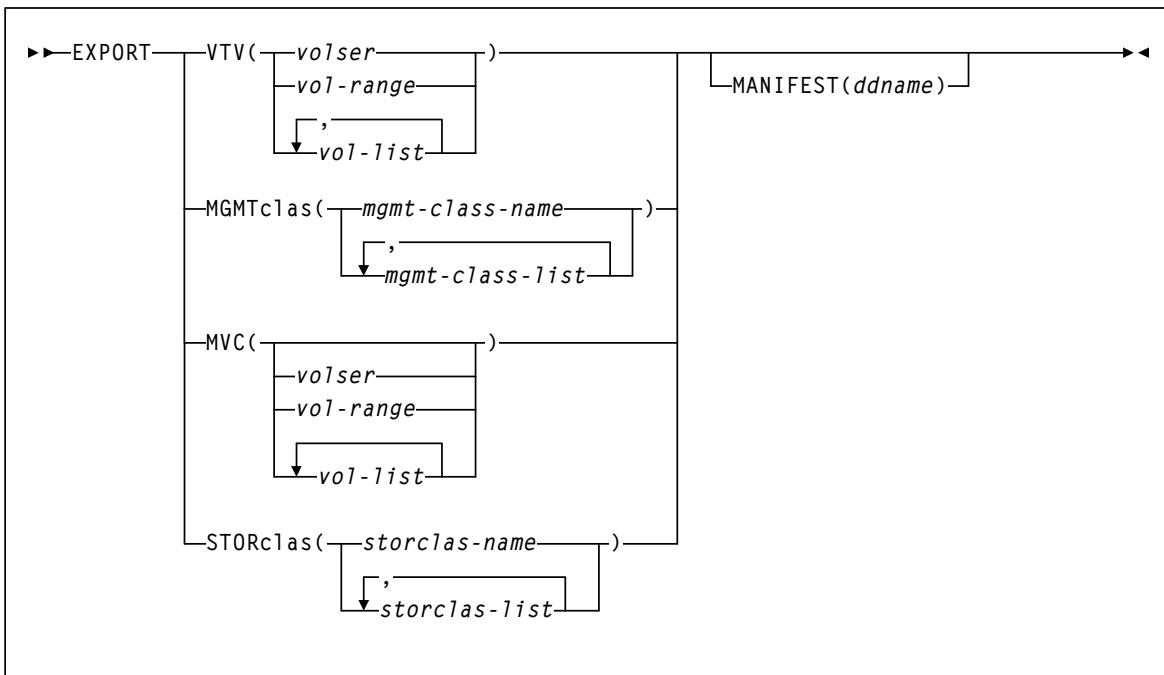 EXPORT VTV( volser )
vol-range MANIFEST(ddname)
,
vol-list
MGMTclas( mgmt-class-name )
,
mgmt-class-list
MVC( )
volser
vol-range
vol-list
STORclas( storclas-name )
,
storclas-list